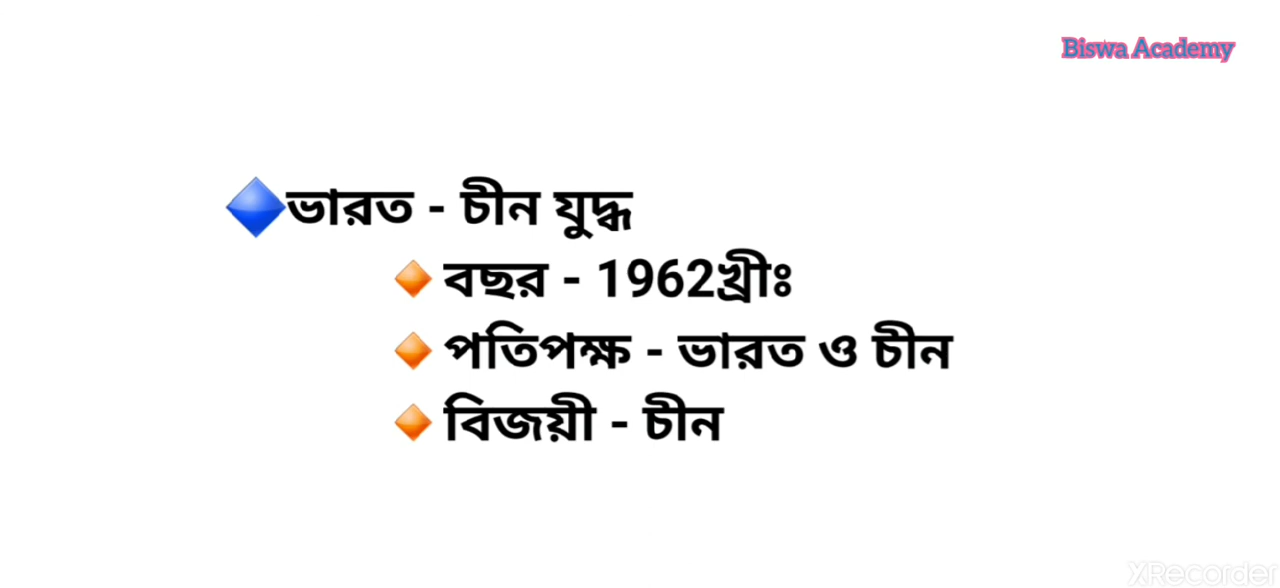 Biswa Academy
ভারত - চীন যুদ্ধ
বছর - 1962খ্রীঃ
পতিপক্ষ - ভারত ও চীন
বিজয়ী - চীন
XRecorder